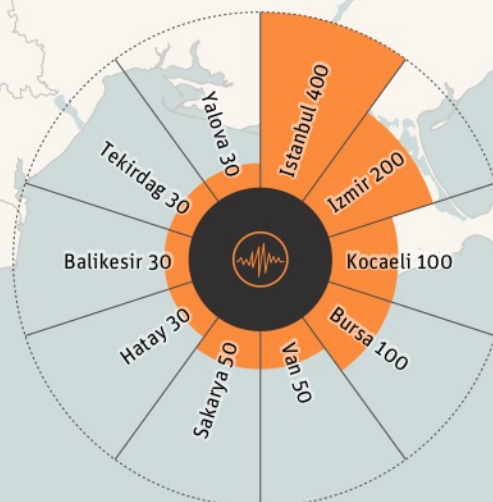 Istanbul 400
Izmir 200
Kocaeli 100
Bursa 100
Van 50
Sakarya 50
Hatay 30
Balikesir 30
Tekirdag 30
Yalova 30